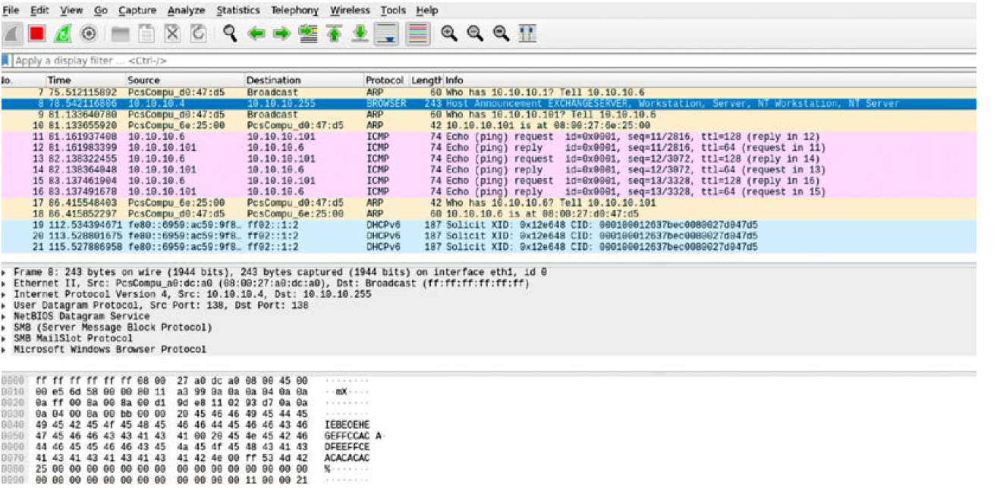 File Edit View Go Capture Analyze Statistics Telephony Wireless Tools Help
Apply a display filter ... <Ctrl-/>
No. Time Source Destination Protocol Length Info
7 75.512115892 PcsCompu_d0:47:d5 Broadcast ARP 60 Who has 10.10.10.1? Tell 10.10.10.6
8 78.542116806 10.10.10.4 10.10.10.255 BROWSER 243 Host Announcement EXCHANGESERVER, Workstation, Server, NT Workstation, NT Server
9 81.133640780 PcsCompu_d0:47:d5 Broadcast ARP 60 Who has 10.10.10.101? Tell 10.10.10.6
10 81.133655920 PcsCompu_6e:25:00 PcsCompu_d0:47:d5 ARP 42 10.10.10.101 is at 08:00:27:6e:25:00
11 81.161937408 10.10.10.6 10.10.10.101 ICMP 74 Echo (ping) request id=0x0001, seq=11/2816, ttl=128 (reply in 12)
12 81.161983399 10.10.10.101 10.10.10.6 ICMP 74 Echo (ping) reply id=0x0001, seq=11/2816, ttl=64 (request in 11)
13 82.138322455 10.10.10.6 10.10.10.101 ICMP 74 Echo (ping) request id=0x0001, seq=12/3072, ttl=128 (reply in 14)
14 82.138364048 10.10.10.101 10.10.10.6 ICMP 74 Echo (ping) reply id=0x0001, seq=12/3072, ttl=64 (request in 13)
15 83.137461904 10.10.10.6 10.10.10.101 ICMP 74 Echo (ping) request id=0x0001, seq=13/3328, ttl=128 (reply in 16)
16 83.137491678 10.10.10.101 10.10.10.6 ICMP 74 Echo (ping) reply id=0x0001, seq=13/3328, ttl=64 (request in 15)
17 86.415548403 PcsCompu_6e:25:00 PcsCompu_d0:47:d5 ARP 42 Who has 10.10.10.6? Tell 10.10.10.101
18 86.415852297 PcsCompu_d0:47:d5 PcsCompu_6e:25:00 ARP 60 10.10.10.6 is at 08:00:27:d0:47:d5
19 112.534394671 fe80::6959:ac59:9f8… ff02::1:2 DHCPv6 187 Solicit XID: 0x12e648 CID: 000100012637bec0080027d047d5
20 113.528801675 fe80::6959:ac59:9f8… ff02::1:2 DHCPv6 187 Solicit XID: 0x12e648 CID: 000100012637bec0080027d047d5
21 115.527886958 fe80::6959:ac59:9f8… ff02::1:2 DHCPv6 187 Solicit XID: 0x12e648 CID: 000100012637bec0080027d047d5
Frame 8: 243 bytes on wire (1944 bits), 243 bytes captured (1944 bits) on interface eth1, id 0
Ethernet II, Src: PcsCompu_a0:dc:a0 (08:00:27:a0:dc:a0), Dst: Broadcast (ff:ff:ff:ff:ff:ff)
Internet Protocol Version 4, Src: 10.10.10.4, Dst: 10.10.10.255
User Datagram Protocol, Src Port: 138, Dst Port: 138
NetBIOS Datagram Service
SMB (Server Message Block Protocol)
SMB MailSlot Protocol
Microsoft Windows Browser Protocol
0000 ff ff ff ff ff ff 08 00 27 a0 dc a0 08 00 45 00 ········
0010 00 e5 6d 58 00 00 80 11 a3 99 0a 0a 0a 04 0a 0a ··mX····
0020 0a ff 00 8a 00 8a 00 d1 9d e8 11 02 93 d7 0a 0a ········
0030 0a 04 00 8a 00 bb 00 00 20 45 46 46 49 45 44 45 ········
0040 49 45 42 45 4f 45 48 45 46 46 44 45 46 46 43 46 IEBEOEHE
0050 47 45 46 46 43 43 41 43 41 00 20 45 4e 45 42 46 GEFFCCAC A·
0060 44 46 45 45 46 46 43 45 4a 45 4f 45 48 43 41 43 DFEEFFCE
0070 41 43 41 43 41 43 41 43 41 42 4e 00 ff 53 4d 42 ACACACAC
0080 25 00 00 00 00 00 00 00 00 00 00 00 00 00 00 00 %·······
0090 00 00 00 00 00 00 00 00 00 00 00 00 11 00 00 21 ········